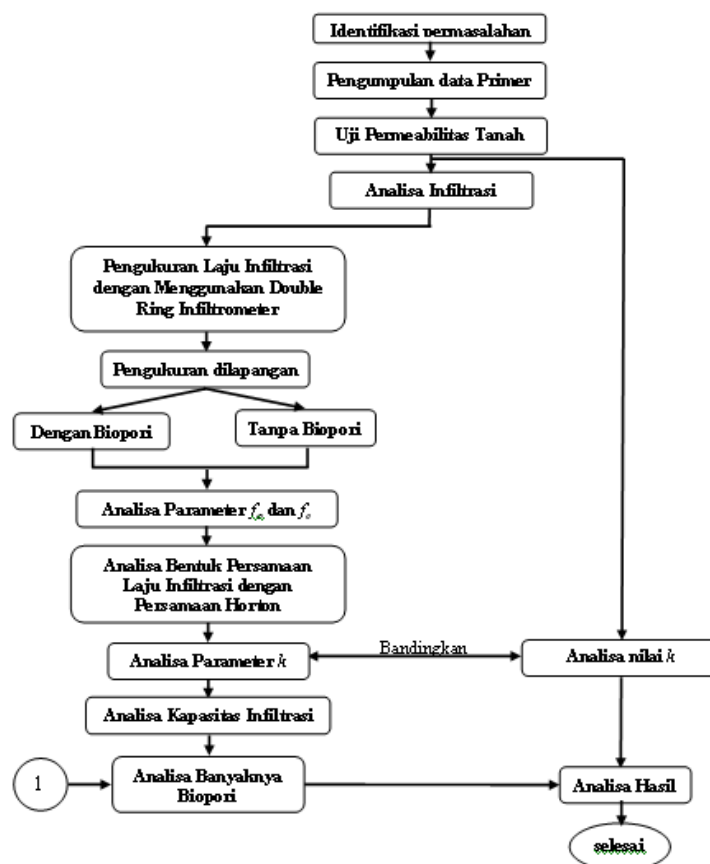 Identifikasi permasalahan
Pengumpulan data Primer
Uji Permeabilitas Tanah
Analisa Infiltrasi
Pengukuran Laju Infiltrasi
dengan Menggunakan Double
Ring Infiltrometer
Pengukuran dilapangan
Dengan Biopori
Tanpa Biopori
Analisa Parameter fₒ dan f꜀
Analisa Bentuk Persamaan
Laju Infiltrasi dengan
Persamaan Horton
Analisa Parameter k
Bandingkan
Analisa nilai k
Analisa Kapasitas Infiltrasi
1
Analisa Banyaknya
Biopori
Analisa Hasil
selesai